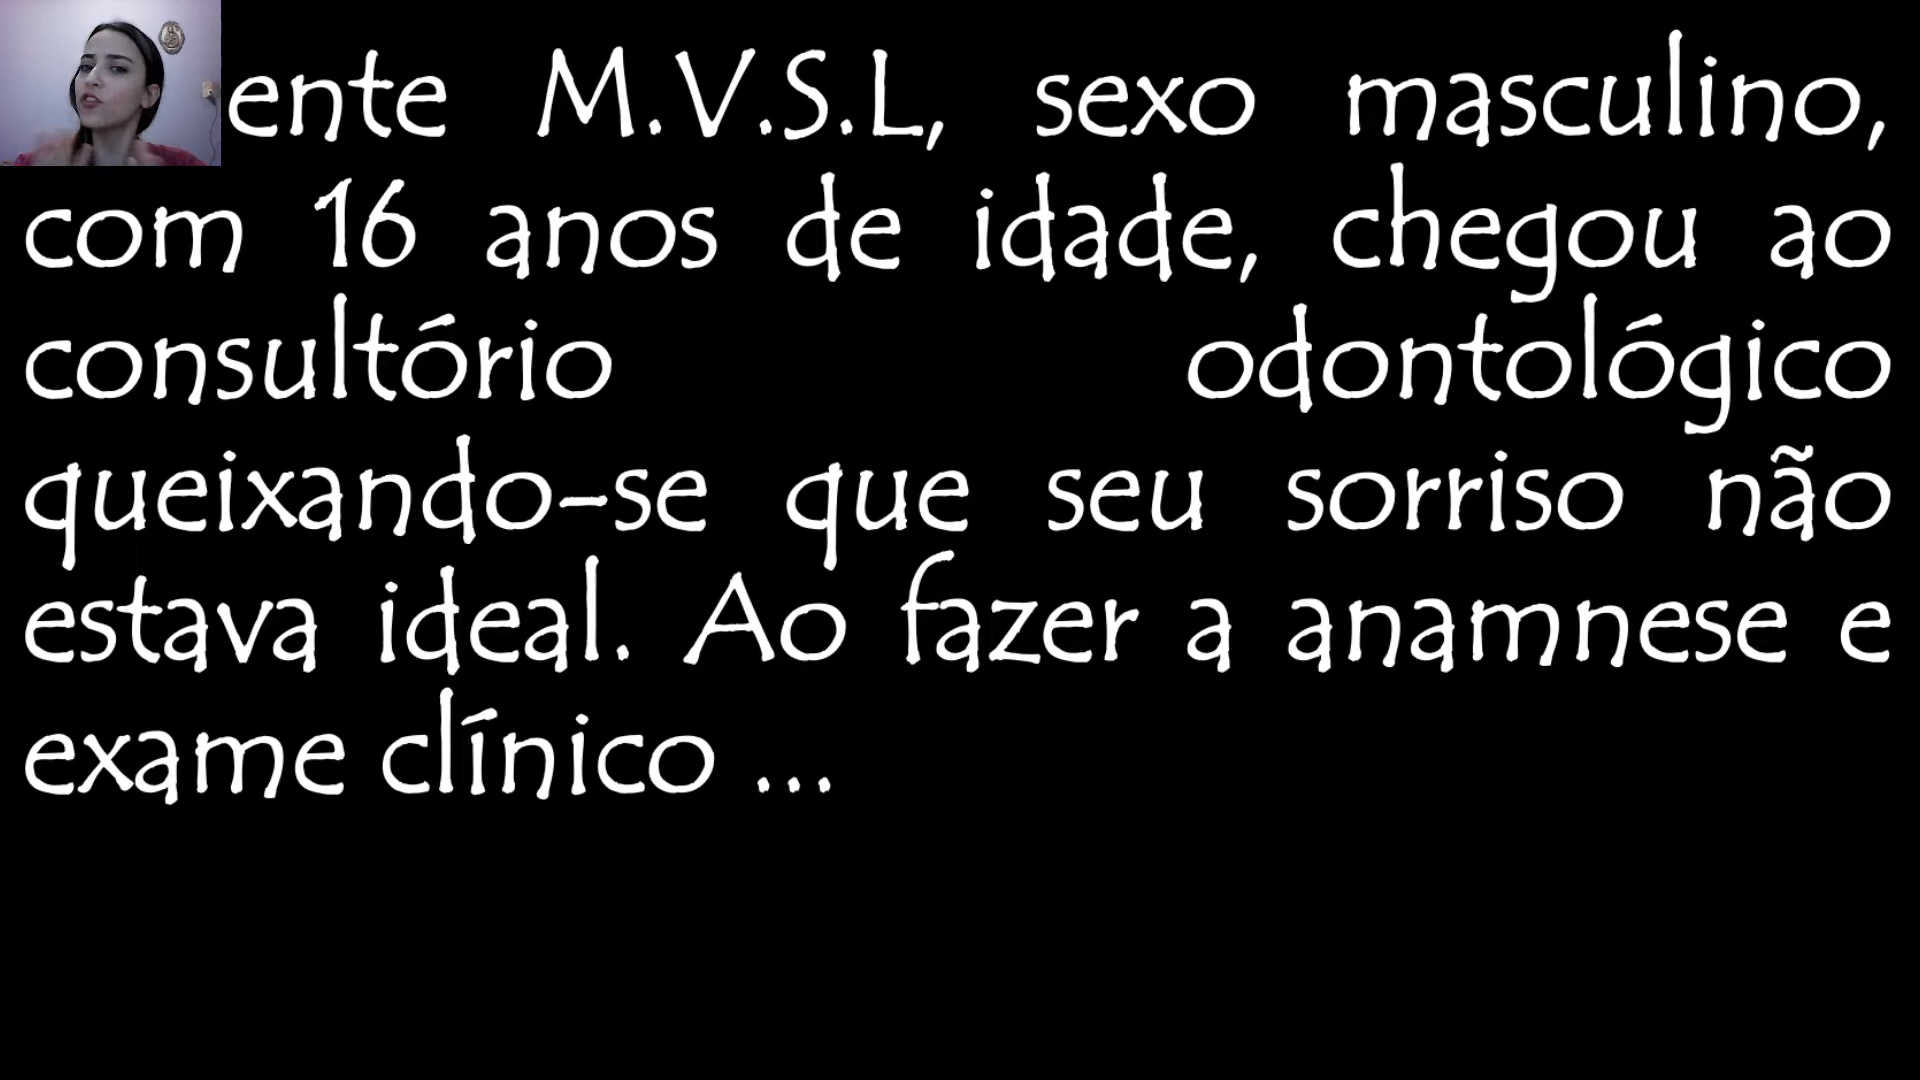 ente M.V.S.L, sexo masculino,
com 16 anos de idade, chegou ao
consultório odontológico
queixando-se que seu sorriso não
estava ideal. Ao fazer a anamnese e
exame clínico ...